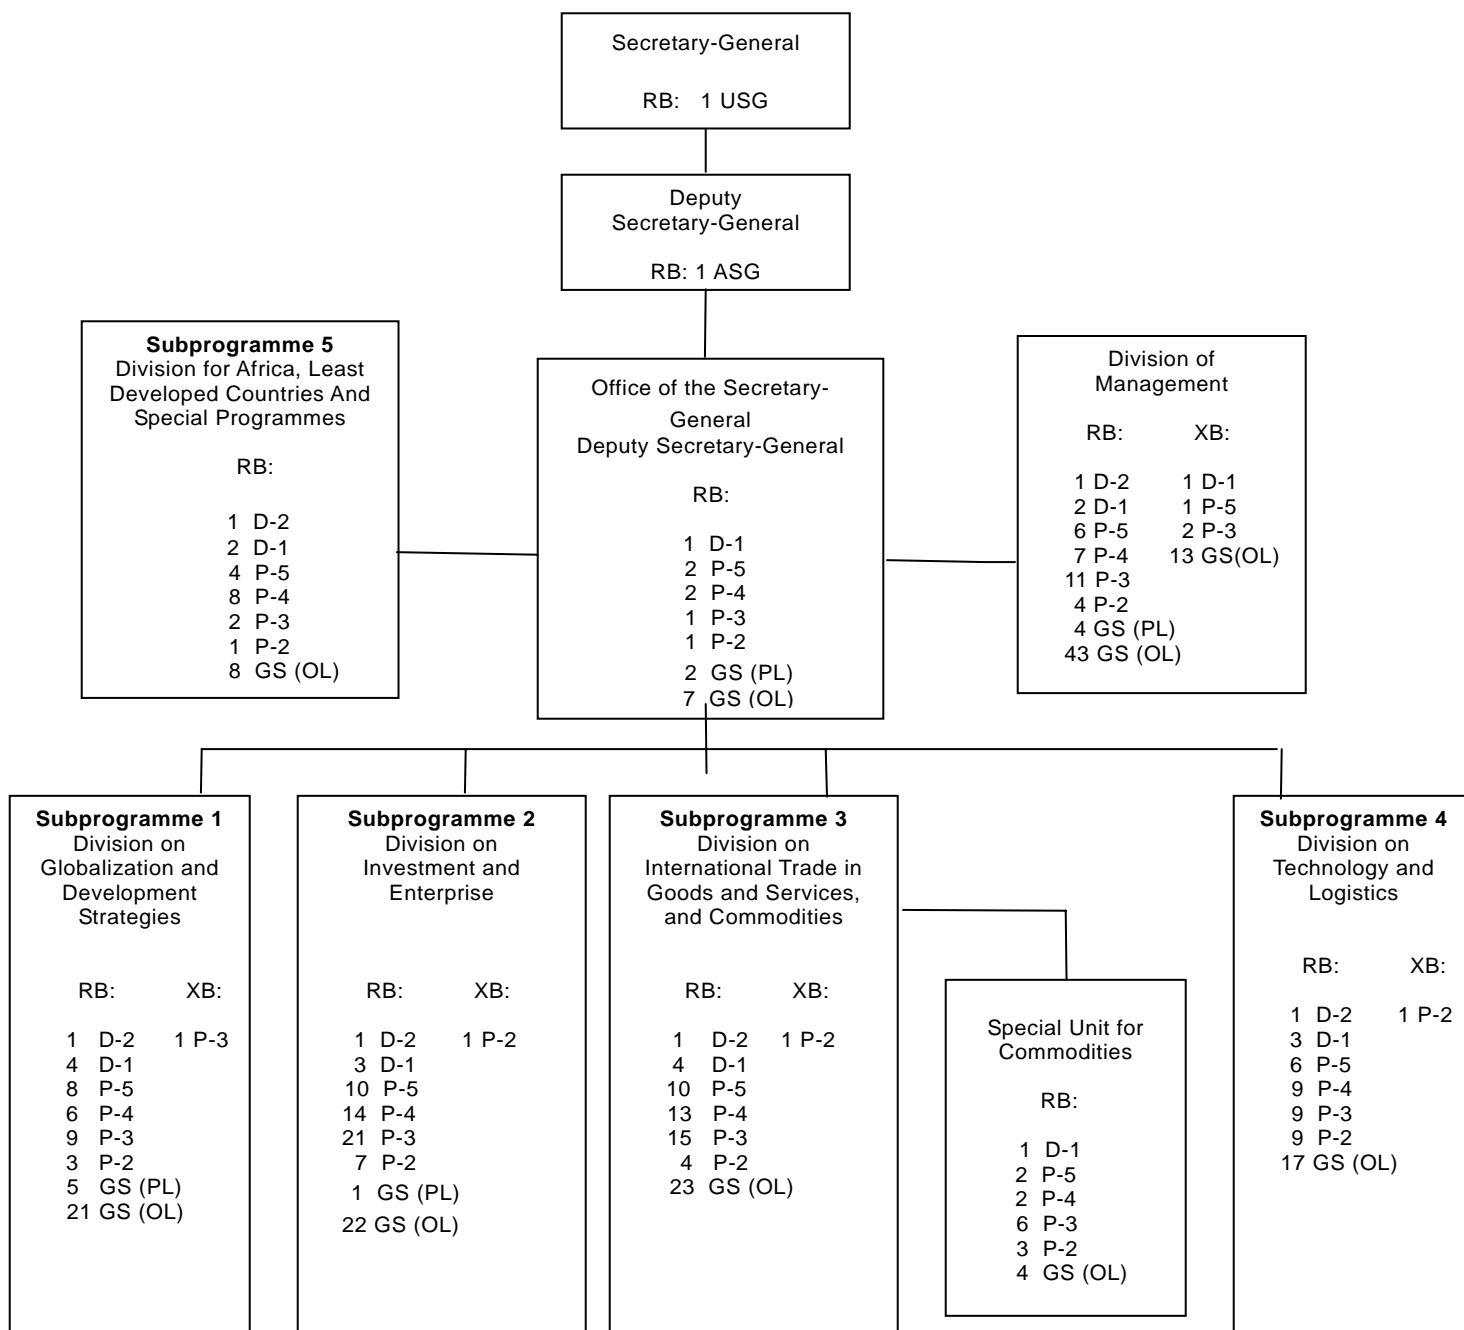 Secretary-General
RB: 1 USG
Deputy
Secretary-General
RB: 1 ASG
Subprogramme 5
Division for Africa, Least
Developed Countries And
Special Programmes
RB:
1 D-2
2 D-1
4 P-5
8 P-4
2 P-3
1 P-2
8 GS (OL)
Office of the Secretary-
General
Deputy Secretary-General
RB:
1 D-1
2 P-5
2 P-4
1 P-3
1 P-2
2 GS (PL)
7 GS (OL)
Division of
Management
RB: XB:
1 D-2 1 D-1
2 D-1 1 P-5
6 P-5 2 P-3
7 P-4 13 GS(OL)
11 P-3
4 P-2
4 GS (PL)
43 GS (OL)
Subprogramme 1
Division on
Globalization and
Development
Strategies
RB: XB:
1 D-2 1 P-3
4 D-1
8 P-5
6 P-4
9 P-3
3 P-2
5 GS (PL)
21 GS (OL)
Subprogramme 2
Division on
Investment and
Enterprise
RB: XB:
1 D-2 1 P-2
3 D-1
10 P-5
14 P-4
21 P-3
7 P-2
1 GS (PL)
22 GS (OL)
Subprogramme 3
Division on
International Trade in
Goods and Services,
and Commodities
RB: XB:
1 D-2 1 P-2
4 D-1
10 P-5
13 P-4
15 P-3
4 P-2
23 GS (OL)
Special Unit for
Commodities
RB:
1 D-1
2 P-5
2 P-4
6 P-3
3 P-2
4 GS (OL)
Subprogramme 4
Division on
Technology and
Logistics
RB: XB:
1 D-2 1 P-2
3 D-1
6 P-5
9 P-4
9 P-3
9 P-2
17 GS (OL)